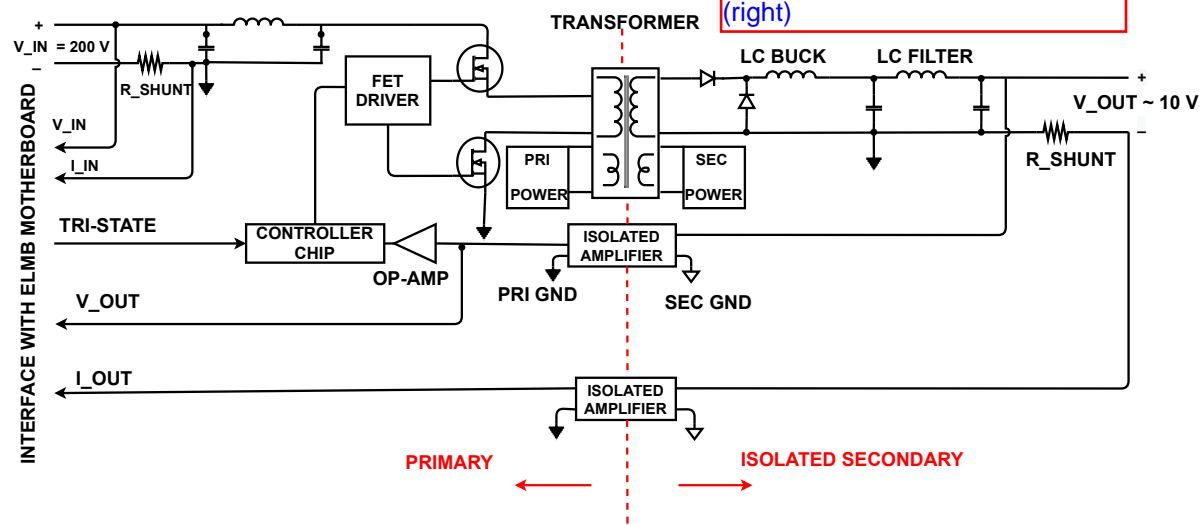 (right)
TRANSFORMER
+
V_IN = 200 V
–
R_SHUNT
FET
DRIVER
LC BUCK
LC FILTER
+
V_OUT ~ 10 V
–
R_SHUNT
V_IN
I_IN
PRI
POWER
SEC
POWER
TRI-STATE
CONTROLLER
CHIP
OP-AMP
ISOLATED
AMPLIFIER
PRI GND
SEC GND
V_OUT
I_OUT
ISOLATED
AMPLIFIER
INTERFACE WITH ELMB MOTHERBOARD
PRIMARY
ISOLATED SECONDARY